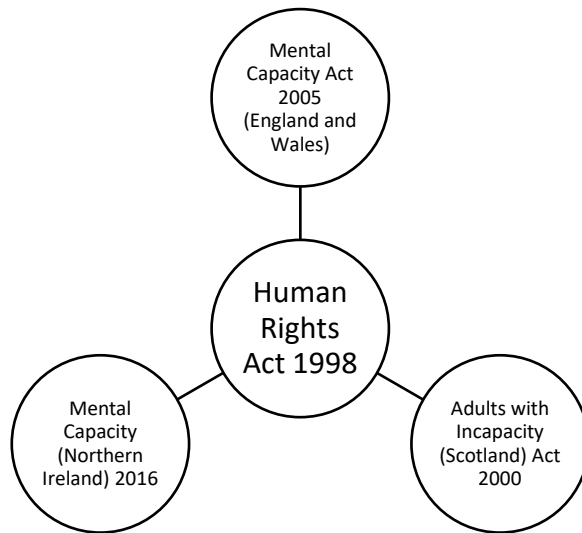 Mental
Capacity Act
2005
(England and
Wales)
Human
Rights
Act 1998
Mental
Capacity
(Northern
Ireland) 2016
Adults with
Incapacity
(Scotland) Act
2000